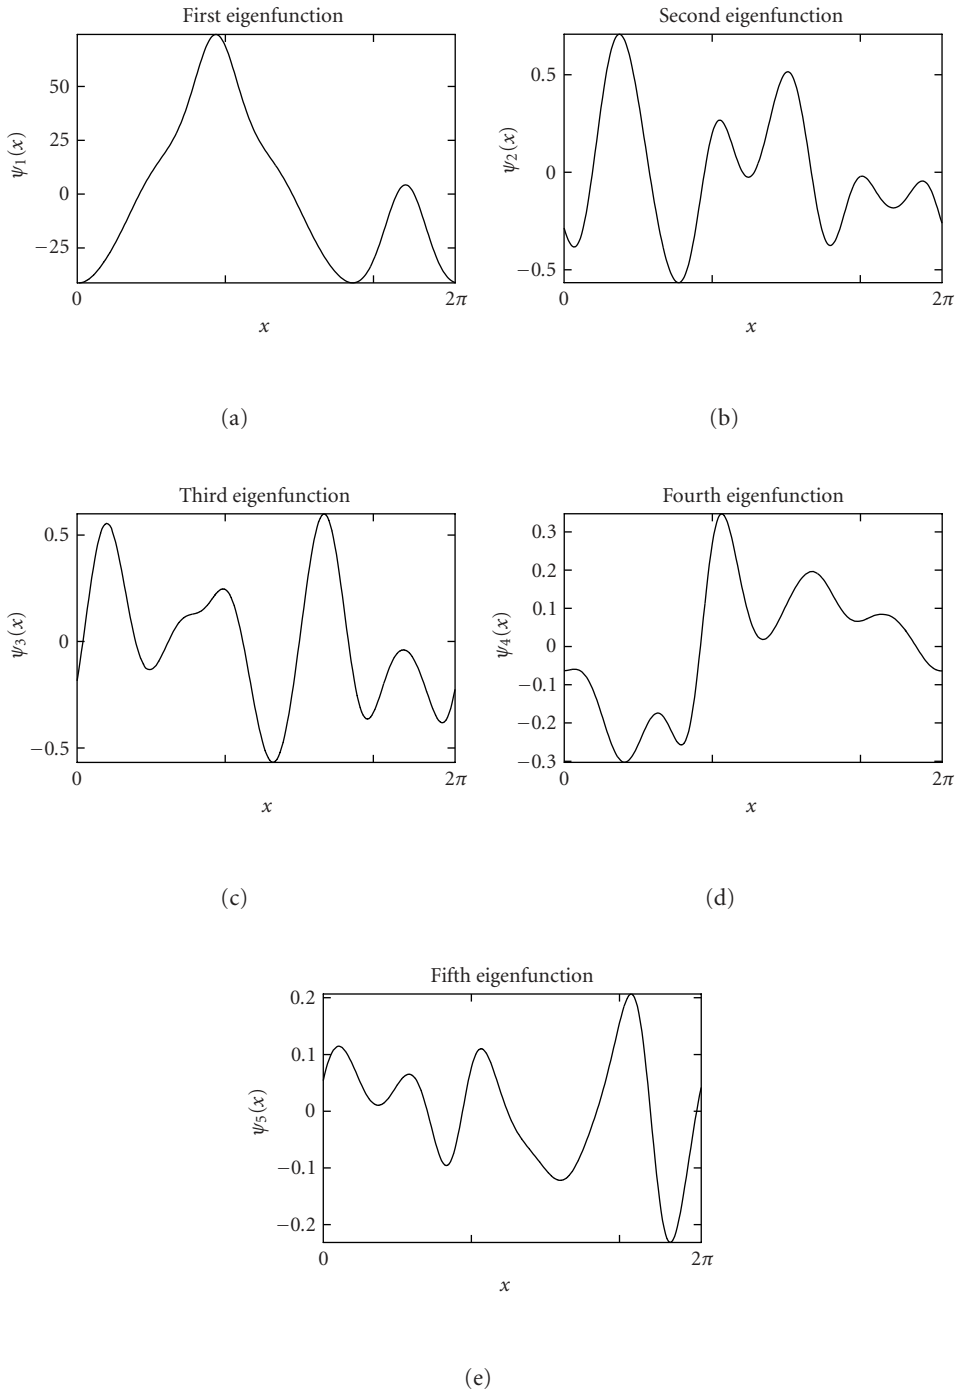 First eigenfunction
50
25
0
−25
ψ1(x)
0
2π
x
(a)
Second eigenfunction
0.5
0
−0.5
ψ2(x)
0
2π
x
(b)
Third eigenfunction
0.5
0
−0.5
ψ3(x)
0
2π
x
(c)
Fourth eigenfunction
0.3
0.2
0.1
0
−0.1
−0.2
−0.3
ψ4(x)
0
2π
x
(d)
Fifth eigenfunction
0.2
0.1
0
−0.1
−0.2
ψ5(x)
0
2π
x
(e)